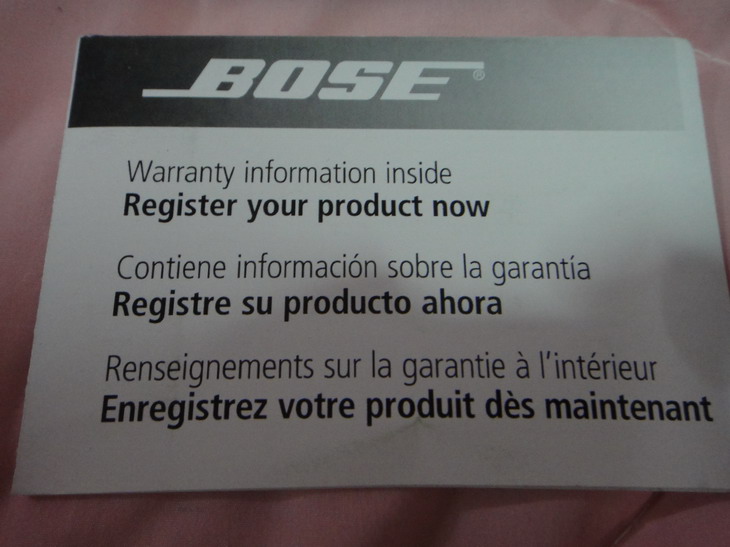 BOSE®
Warranty information inside
Register your product now
Contiene información sobre la garantía
Registre su producto ahora
Renseignements sur la garantie à l'intérieur
Enregistrez votre produit dès maintenant